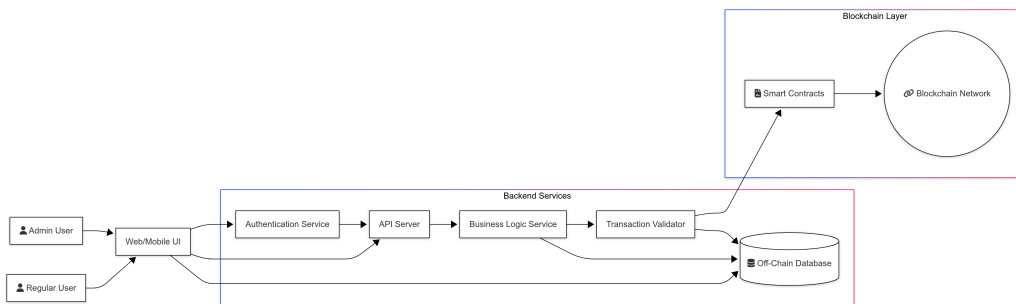 Blockchain Layer
Smart Contracts
Blockchain Network
Backend Services
Authentication Service
API Server
Business Logic Service
Transaction Validator
Admin User
Web/Mobile UI
Off-Chain Database
Regular User